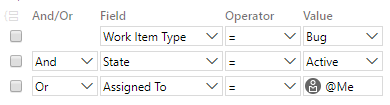 And/Or Field Operator Value
Work Item Type = Bug
And State = Active
Or Assigned To = @Me